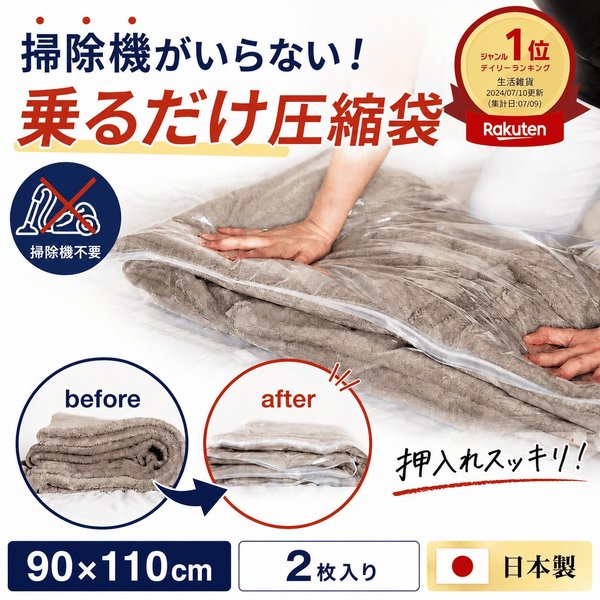 掃除機がいらない!
乗るだけ圧縮袋
ジャンル1位
デイリーランキング
生活雑貨
2024/07/10更新
(集計日:07/09)
Rakuten
掃除機不要
before
after
押入れスッキリ!
90×110cm
2枚入り
日本製